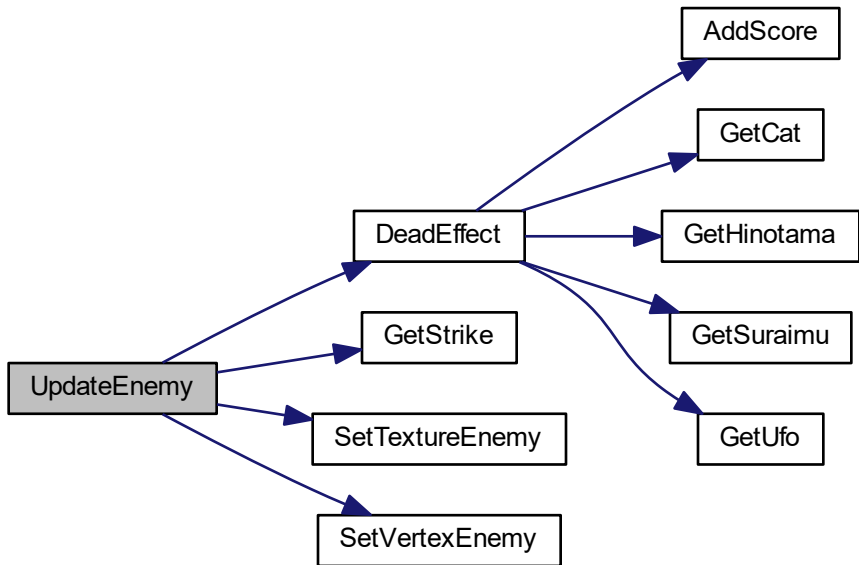 UpdateEnemy
DeadEffect
GetStrike
SetTextureEnemy
SetVertexEnemy
AddScore
GetCat
GetHinotama
GetSuraimu
GetUfo